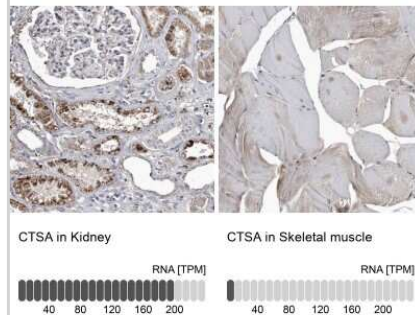 CTSA in Kidney
CTSA in Skeletal muscle
RNA [TPM]
RNA [TPM]
40 80 120 160 200
40 80 120 160 200